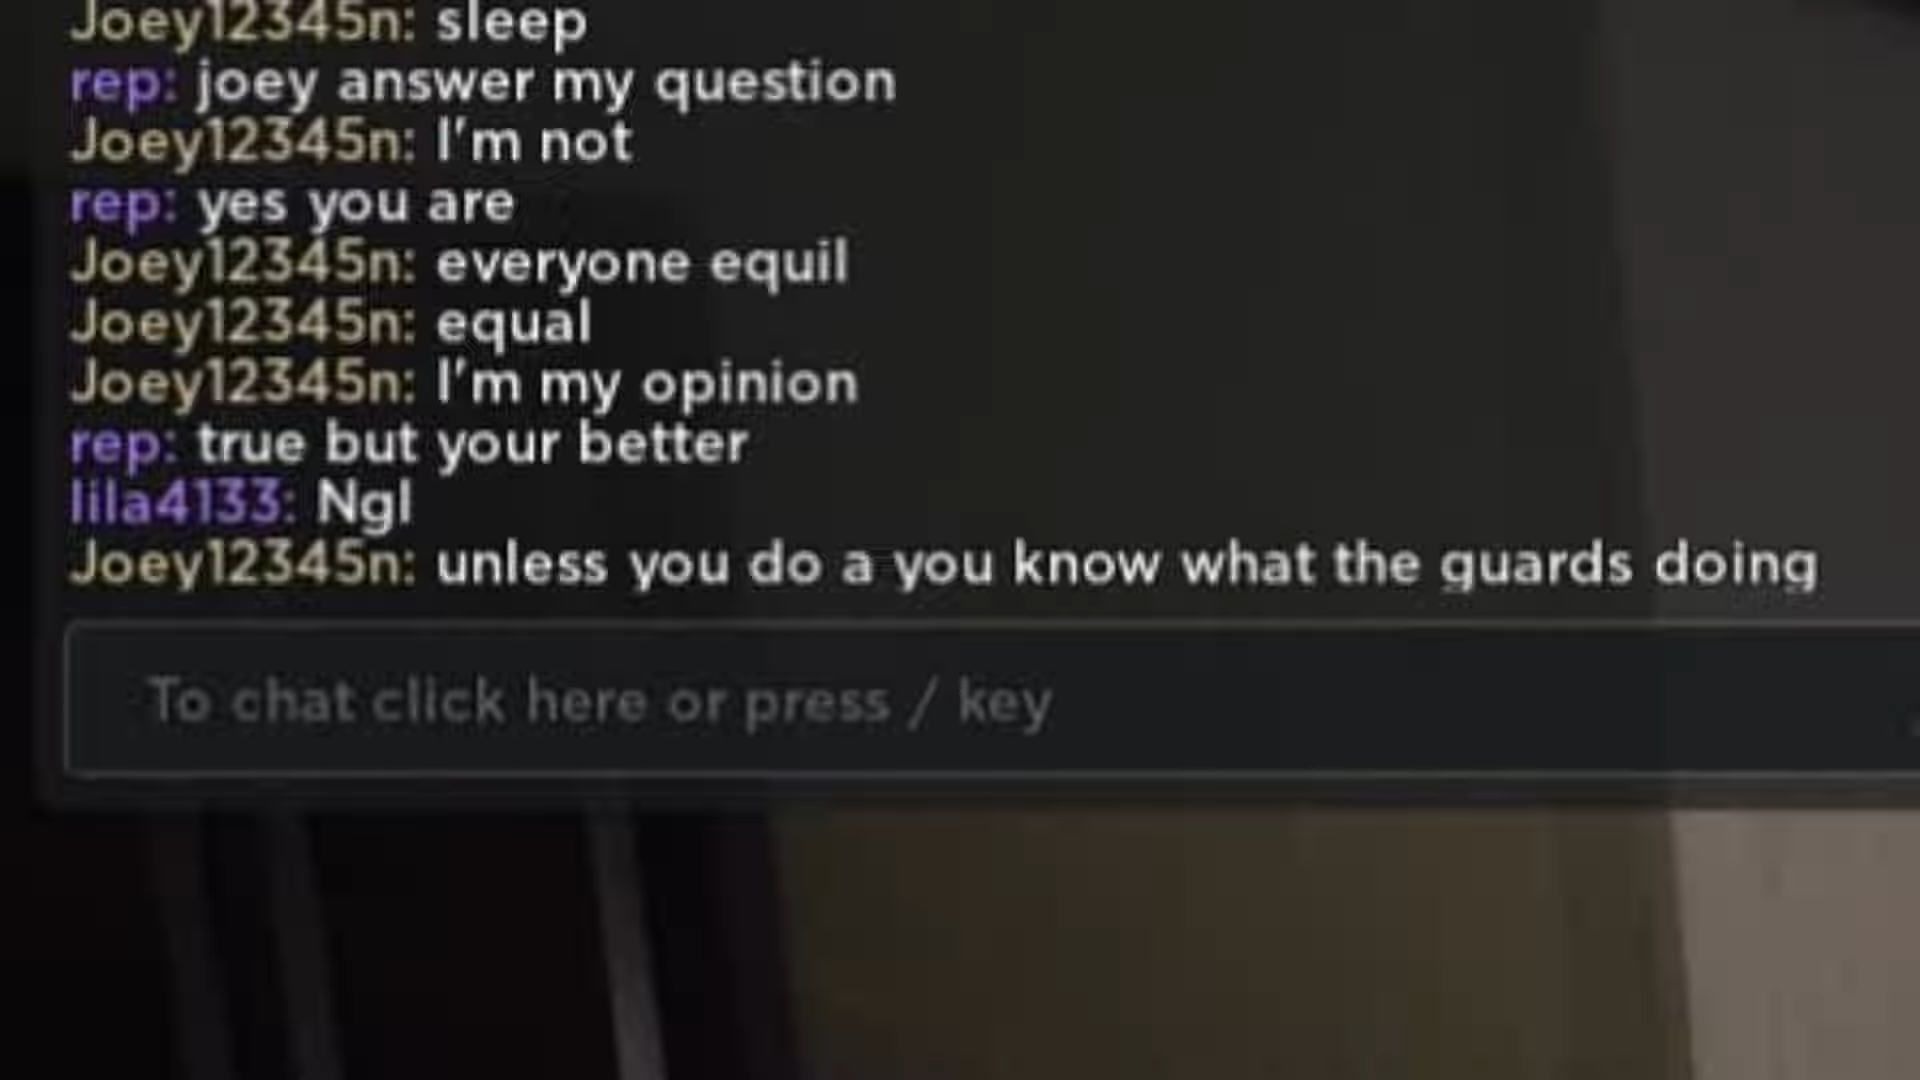 Joey12345n: sleep
rep: joey answer my question
Joey12345n: I'm not
rep: yes you are
Joey12345n: everyone equil
Joey12345n: equal
Joey12345n: I'm my opinion
rep: true but your better
lila4133: Ngl
Joey12345n: unless you do a you know what the guards doing
To chat click here or press / key